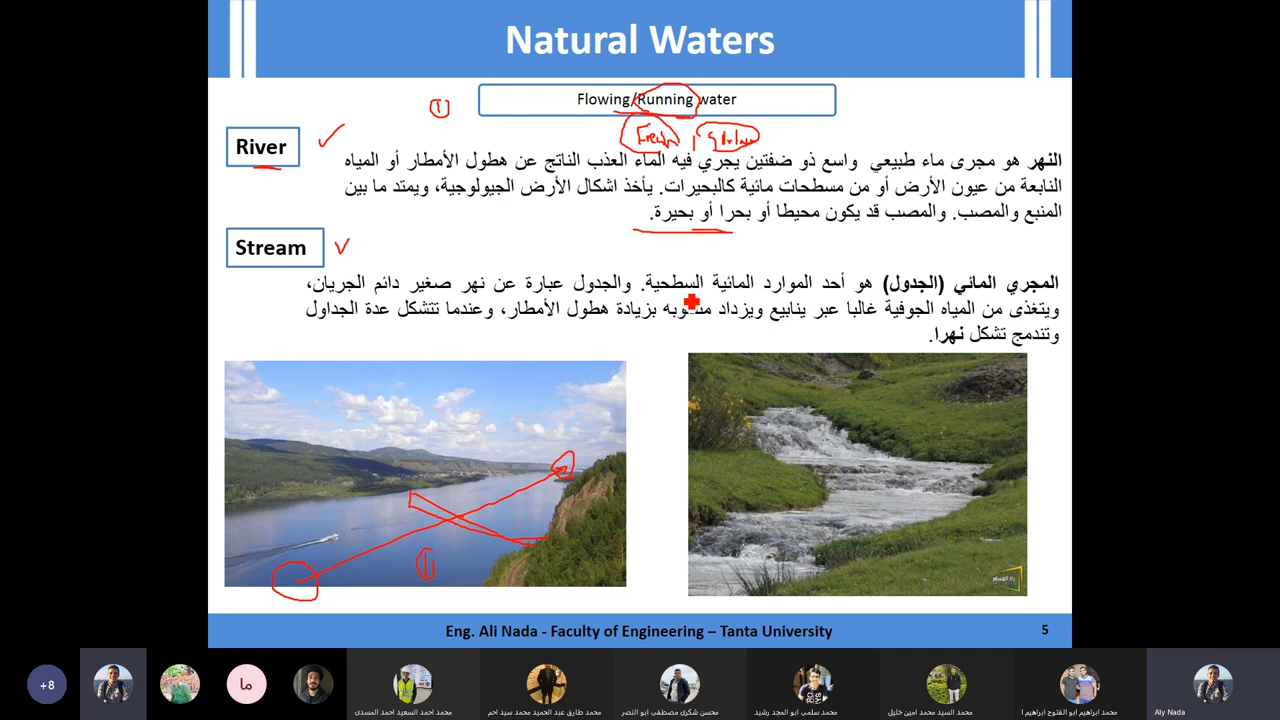 Natural Waters
Flowing/Running water
River
النهر هو مجرى ماء طبيعي واسع ذو ضفتين يجري فيه الماء العذب الناتج عن هطول الأمطار أو المياه
النابعة من عيون الأرض أو من مسطحات مائية كالبحيرات. يأخذ اشكال الأرض الجيولوجية، ويمتد ما بين
المنبع والمصب. والمصب قد يكون محيطا أو بحرا أو بحيرة.
Stream
المجري المائي (الجدول) هو أحد الموارد المائية السطحية. والجدول عبارة عن نهر صغير دائم الجريان،
ويتغذى من المياه الجوفية غالبا عبر ينابيع ويزداد بزيادة هطول الأمطار، وعندما تتشكل عدة الجداول
وتندمج تشكل نهرا.
Eng. Ali Nada - Faculty of Engineering – Tanta University
5
+8
ما
محمد احمد السعيد احمد المسدى
محمد طارق عبد الحميد محمد سيد احم
محسن شكرى مصطفى ابو النصر
محمد سلمى ابو المجد رشيد
محمد السيد محمد امين خليل
محمد ابراهيم ابو الفتوح ابراهيم ا
Aly Nada